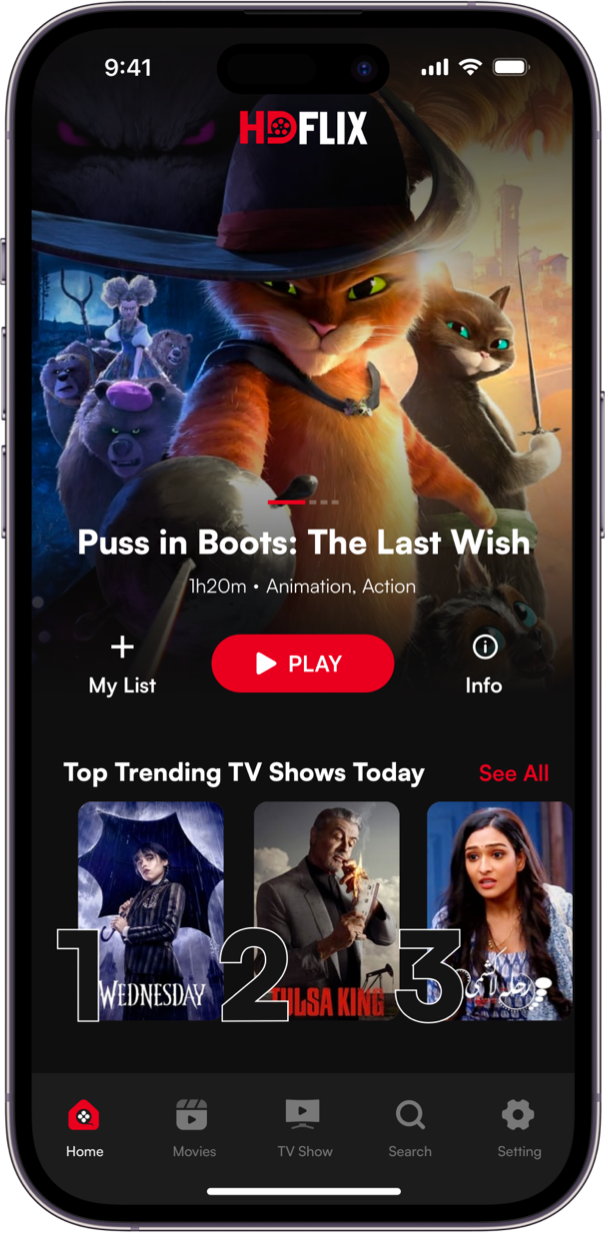 9:41
HDFLIX
Puss in Boots: The Last Wish
1h20m • Animation, Action
My List
PLAY
Info
Top Trending TV Shows Today
See All
WEDNESDAY
TULSA KING
1
2
3
Home
Movies
TV Show
Search
Setting